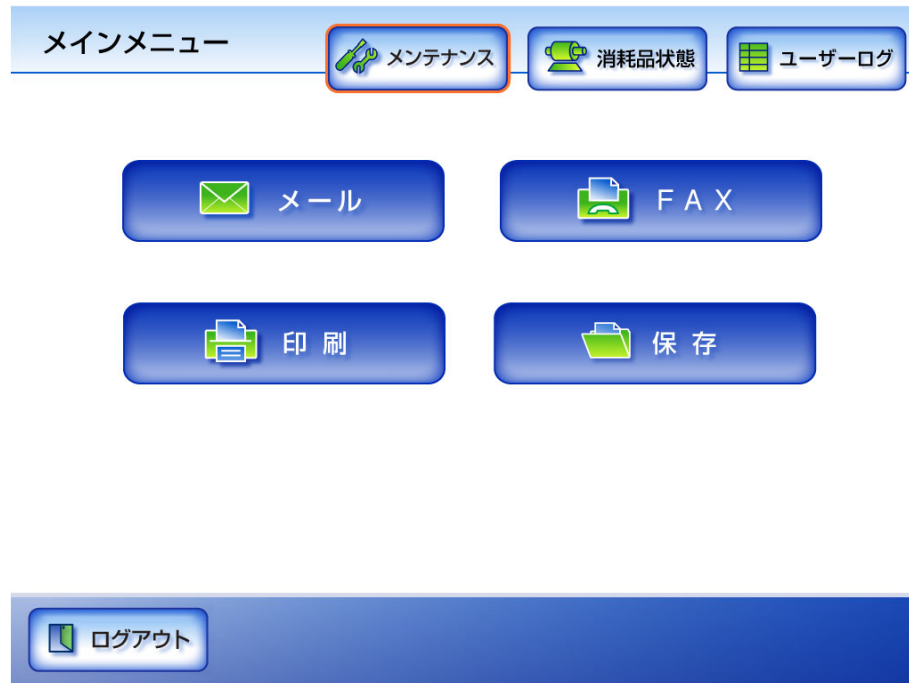 メインメニュー
メンテナンス
消耗品状態
ユーザーログ
メール
ＦＡＸ
印刷
保存
ログアウト